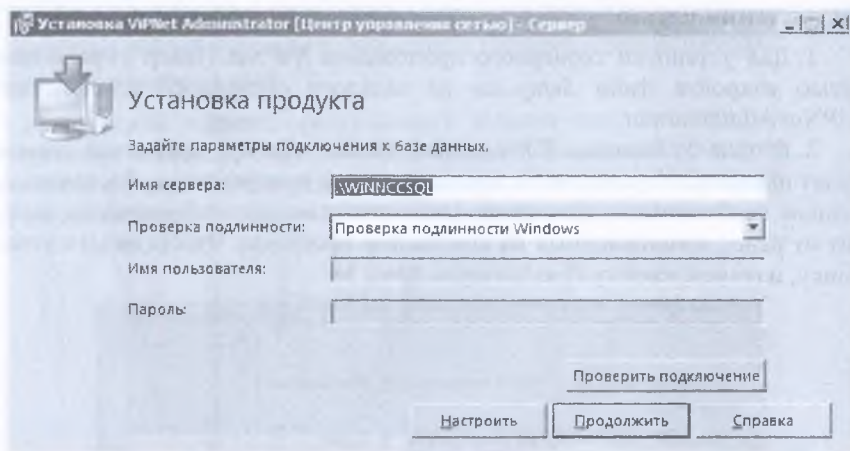 Установка ViPNet Administrator [Центр управления сетью] - Сервер
Установка продукта
Задайте параметры подключения к базе данных.
Имя сервера:
.\WINNCCSQL
Проверка подлинности:
Проверка подлинности Windows
Имя пользователя:
Пароль:
Проверить подключение
Настроить
Продолжить
Справка